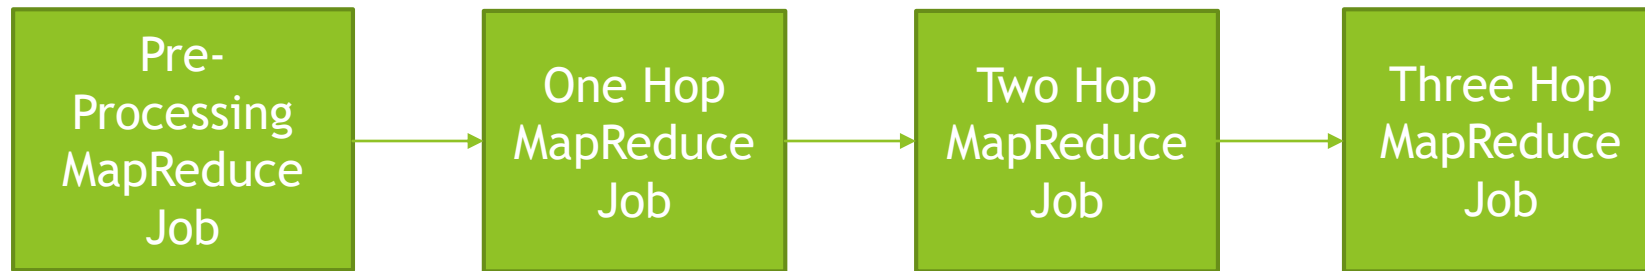 Pre-
Processing
MapReduce
Job
One Hop
MapReduce
Job
Two Hop
MapReduce
Job
Three Hop
MapReduce
Job